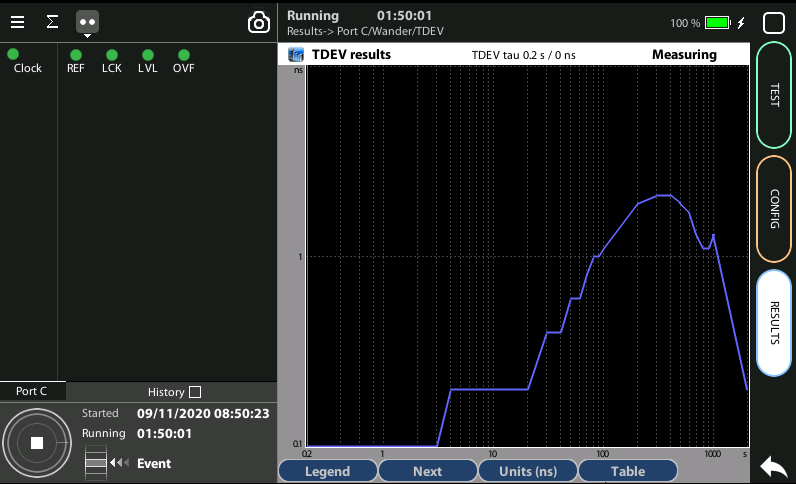 Running 01:50:01
Results-> Port C/Wander/TDEV
100 %
Clock
REF
LCK
LVL
OVF
TDEV results
TDEV tau 0.2 s / 0 ns
Measuring
ns
1
0.1
0.2
1
10
100
1000
s
TEST
CONFIG
RESULTS
Port C
History
Started 09/11/2020 08:50:23
Running 01:50:01
Event
Legend
Next
Units (ns)
Table